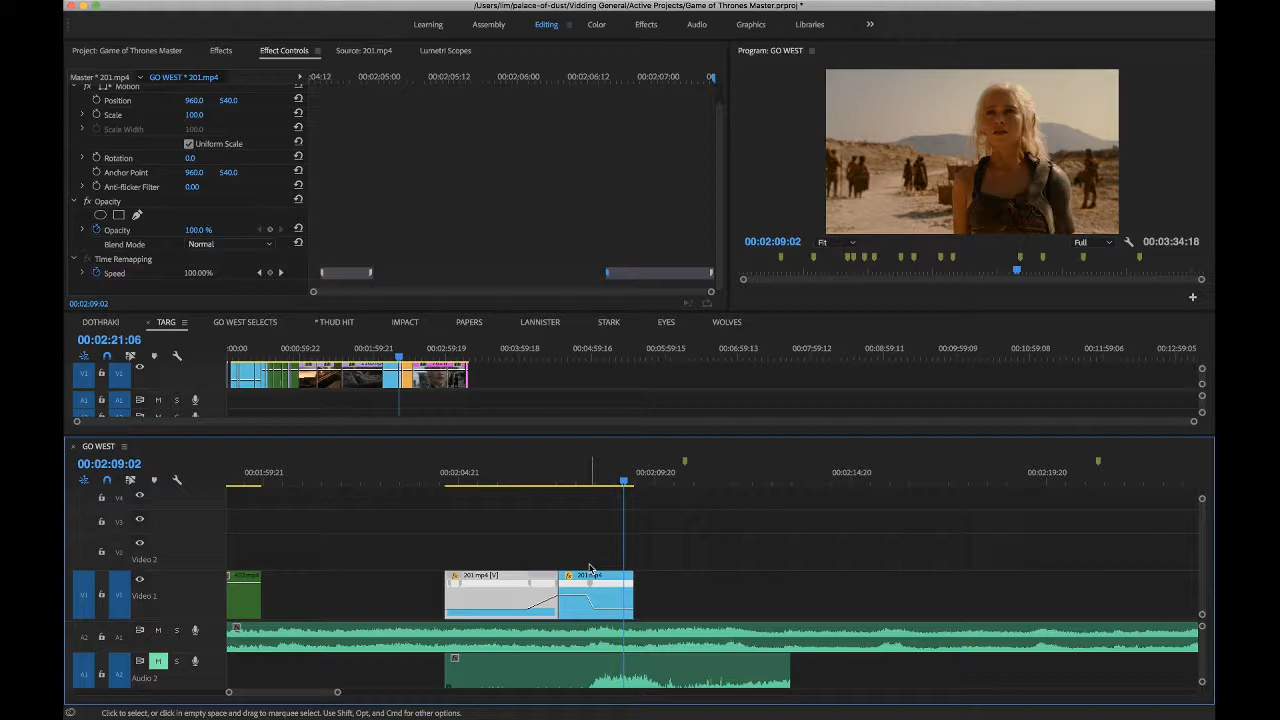 /Users/lim/palace-of-dust/Vidding General/Active Projects/Game of Thrones Master.prproj *
Learning Assembly Editing Color Effects Audio Graphics Libraries
Project: Game of Thrones Master Effects Effect Controls Source: 201.mp4 Lumetri Scopes
Program: GO WEST
Master * 201.mp4 GO WEST * 201.mp4
:04:12 00:02:05:00 00:02:05:12 00:02:06:00 00:02:06:12 00:02:07:00
Motion
Position 960.0 540.0
Scale 100.0
Scale Width 100.0
Uniform Scale
Rotation 0.0
Anchor Point 960.0 540.0
Anti-flicker Filter 0.00
Opacity
Opacity 100.0 %
Blend Mode Normal
Time Remapping
Speed 100.00%
00:02:09:02
00:02:09:02 Fit Full 00:03:34:18
DOTHRAKI TARG GO WEST SELECTS * THUD HIT IMPACT PAPERS LANNISTER STARK EYES WOLVES
00:02:21:06
:00:00 00:00:59:22 00:01:59:21 00:02:59:19 00:03:59:18 00:04:59:16 00:05:59:15 00:06:59:13 00:07:59:12 00:08:59:11 00:09:59:09 00:10:59:08 00:11:59:06 00:12:59:05
V1 V1
A1 A1 M S
GO WEST
00:02:09:02
00:01:59:21 00:02:04:21 00:02:09:20 00:02:14:20 00:02:19:20
V4
V3
V2
Video 2
201.mp4 [V] 201.mp4
V1 V1 Video 1
A2 A1 M S
A1 A2 M S
Audio 2
Click to select, or click in empty space and drag to marquee select. Use Shift, Opt, and Cmd for other options.